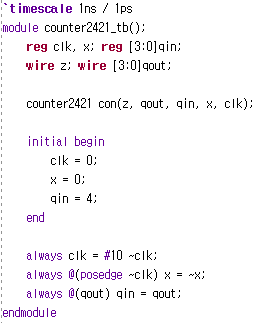 `timescale 1ns / 1ps
module counter2421_tb();
reg clk, x; reg [3:0]qin;
wire z; wire [3:0]qout;
counter2421 con(z, qout, qin, x, clk);
initial begin
clk = 0;
x = 0;
qin = 4;
end
always clk = #10 ~clk;
always @(posedge ~clk) x = ~x;
always @(qout) qin = qout;
endmodule